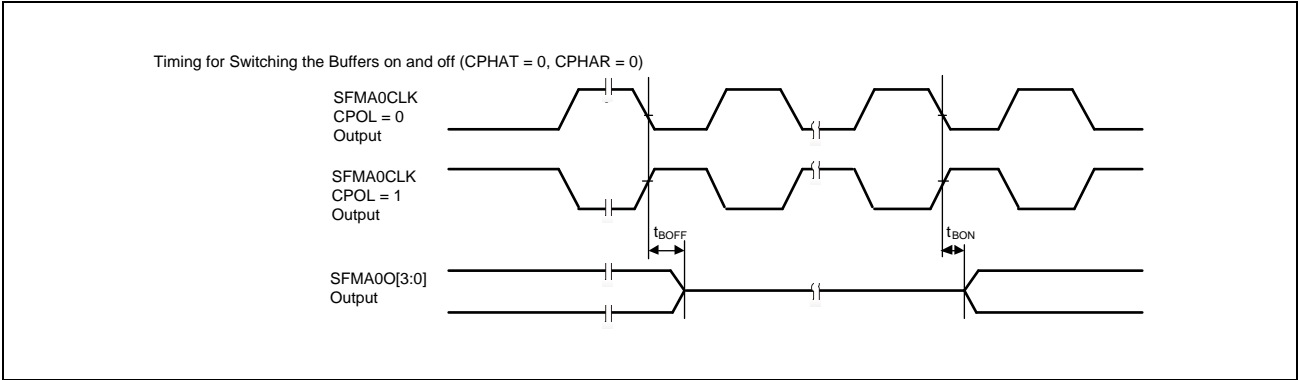 Timing for Switching the Buffers on and off (CPHAT = 0, CPHAR = 0)
SFMA0CLK
CPOL = 0
Output
SFMA0CLK
CPOL = 1
Output
tBOFF
tBON
SFMA0O[3:0]
Output